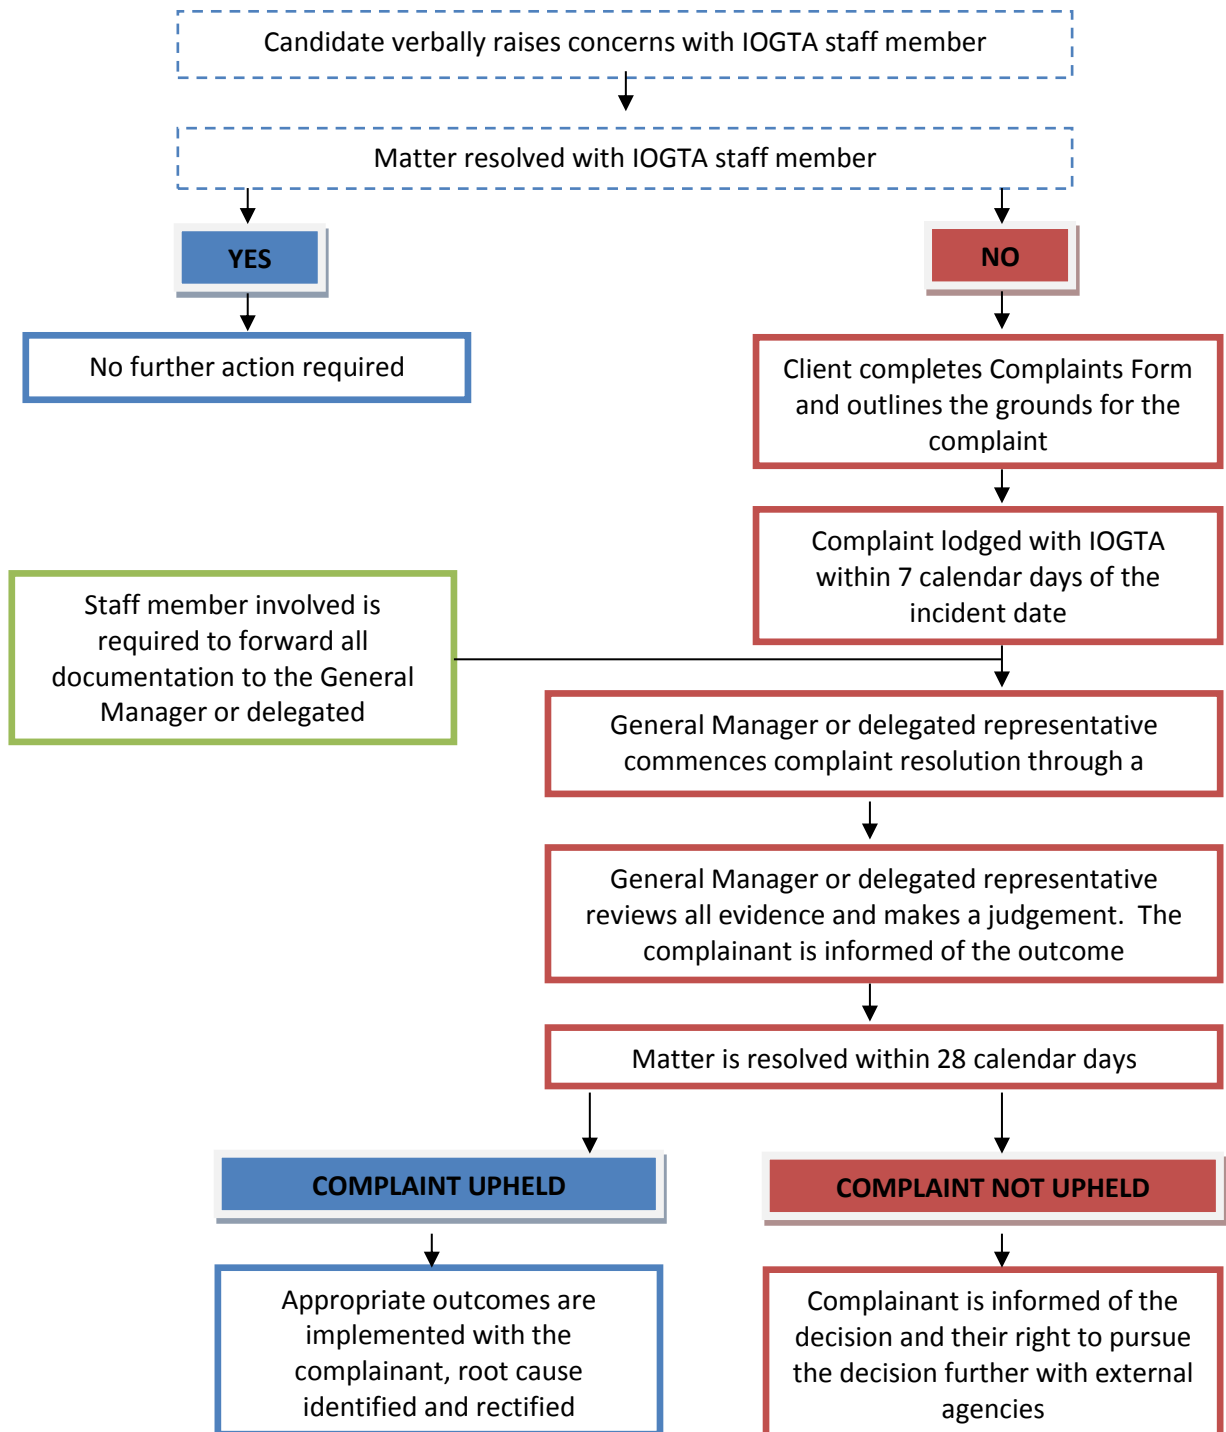 Candidate verbally raises concerns with IOGTA staff member
Matter resolved with IOGTA staff member
YES
NO
No further action required
Client completes Complaints Form
and outlines the grounds for the
complaint
Complaint lodged with IOGTA
within 7 calendar days of the
incident date
Staff member involved is
required to forward all
documentation to the General
Manager or delegated
General Manager or delegated representative
commences complaint resolution through a
General Manager or delegated representative
reviews all evidence and makes a judgement.  The
complainant is informed of the outcome
Matter is resolved within 28 calendar days
COMPLAINT UPHELD
COMPLAINT NOT UPHELD
Appropriate outcomes are
implemented with the
complainant, root cause
identified and rectified
Complainant is informed of the
decision and their right to pursue
the decision further with external
agencies